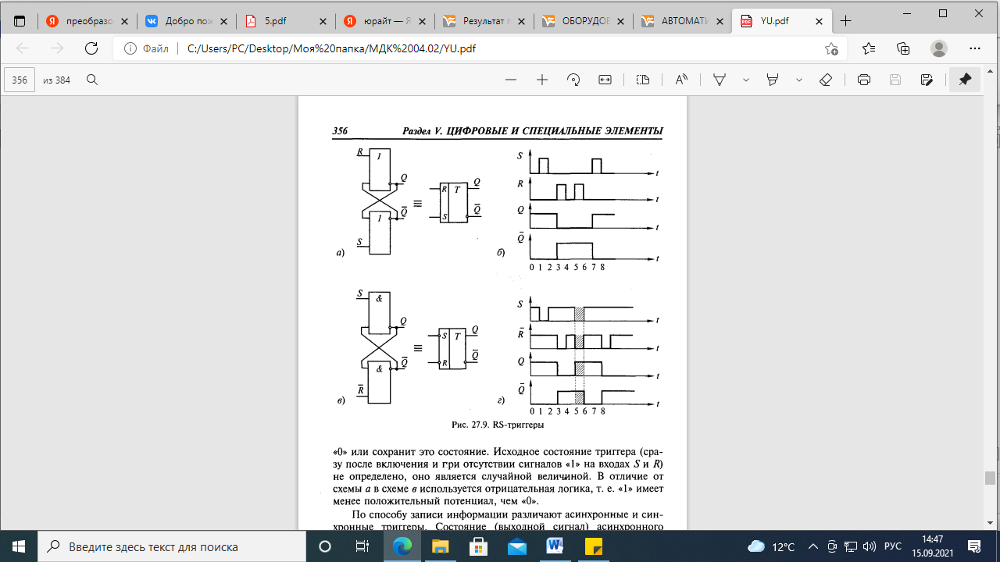 преобразо
Добро пож
5.pdf
юрайт — Я
Результат п
ОБОРУДОВ
АВТОМАТИ
YU.pdf
Файл
C:/Users/PC/Desktop/Моя%20папка/МДК%2004.02/YU.pdf
356
из 384
356 Раздел V. ЦИФРОВЫЕ И СПЕЦИАЛЬНЫЕ ЭЛЕМЕНТЫ
R
1
Q
Q̅
1
S
а)
≡
R T
S
Q
Q̅
S
t
R
t
Q
t
Q̅
t
б)
0 1 2 3 4 5 6 7 8
S
&
Q
Q̅
&
R̅
в)
≡
S T
R
Q
Q̅
S
t
R̅
t
Q
t
Q̅
t
г)
0 1 2 3 4 5 6 7 8
Рис. 27.9. RS-триггеры
«0» или сохранит это состояние. Исходное состояние триггера (сра-
зу после включения и при отсутствии сигналов «1» на входах S и R)
не определено, оно является случайной величиной. В отличие от
схемы а в схеме в используется отрицательная логика, т. е. «1» имеет
менее положительный потенциал, чем «0».
По способу записи информации различают асинхронные и син-
хронные триггеры. Состояние (выходной сигнал) асинхронного
Введите здесь текст для поиска
12°C
РУС
14:47
15.09.2021